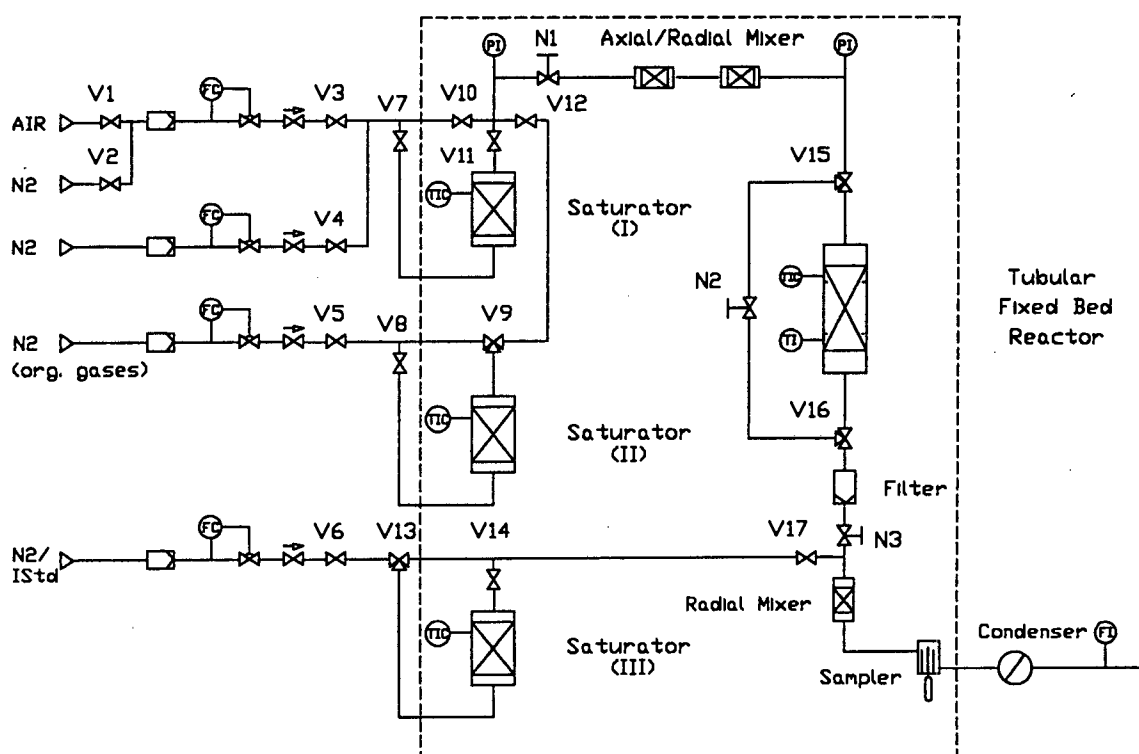 N1
Axial/Radial Mixer
PI
PI
V1
FC
V3
V7
V10
V12
AIR
V2
V11
V15
N2
TIC
Saturator
(I)
FC
V4
N2
TIC
N2
Tubular
Fixed Bed
Reactor
FC
V5
V8
V9
N2
(org. gases)
TI
V16
TIC
Saturator
(II)
Filter
FC
V6
V13
V14
V17
N3
N2/
IStd
Radial Mixer
TIC
Saturator
(III)
Condenser
FI
Sampler